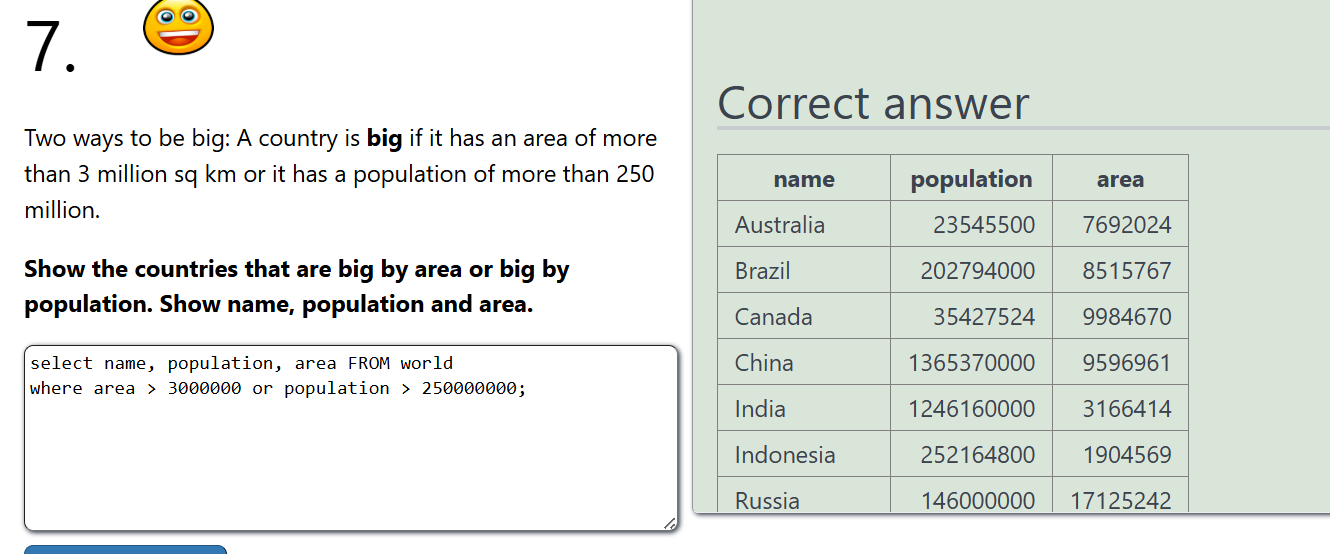 7.
Two ways to be big: A country is big if it has an area of more
than 3 million sq km or it has a population of more than 250
million.
Show the countries that are big by area or big by
population. Show name, population and area.
select name, population, area FROM world
where area > 3000000 or population > 250000000;
Correct answer
name population area
Australia 23545500 7692024
Brazil 202794000 8515767
Canada 35427524 9984670
China 1365370000 9596961
India 1246160000 3166414
Indonesia 252164800 1904569
Russia 146000000 17125242